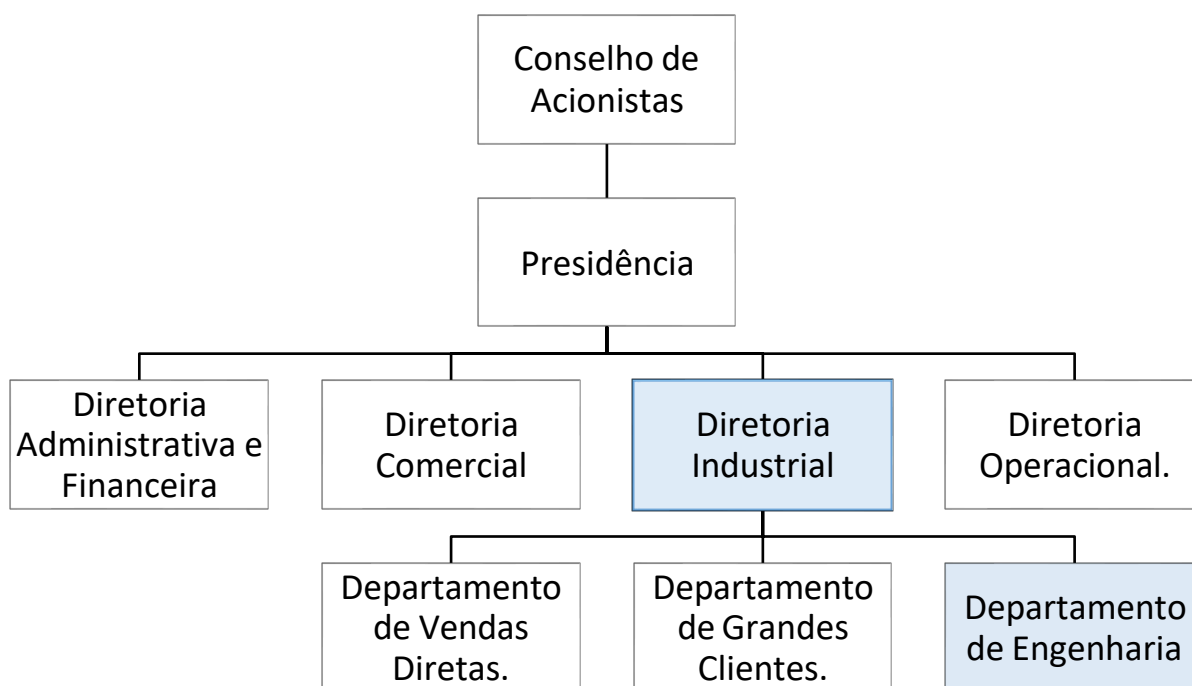 Conselho de
Acionistas
Presidência
Diretoria
Administrativa e
Financeira
Diretoria
Comercial
Diretoria
Industrial
Diretoria
Operacional.
Departamento
de Vendas
Diretas.
Departamento
de Grandes
Clientes.
Departamento
de Engenharia